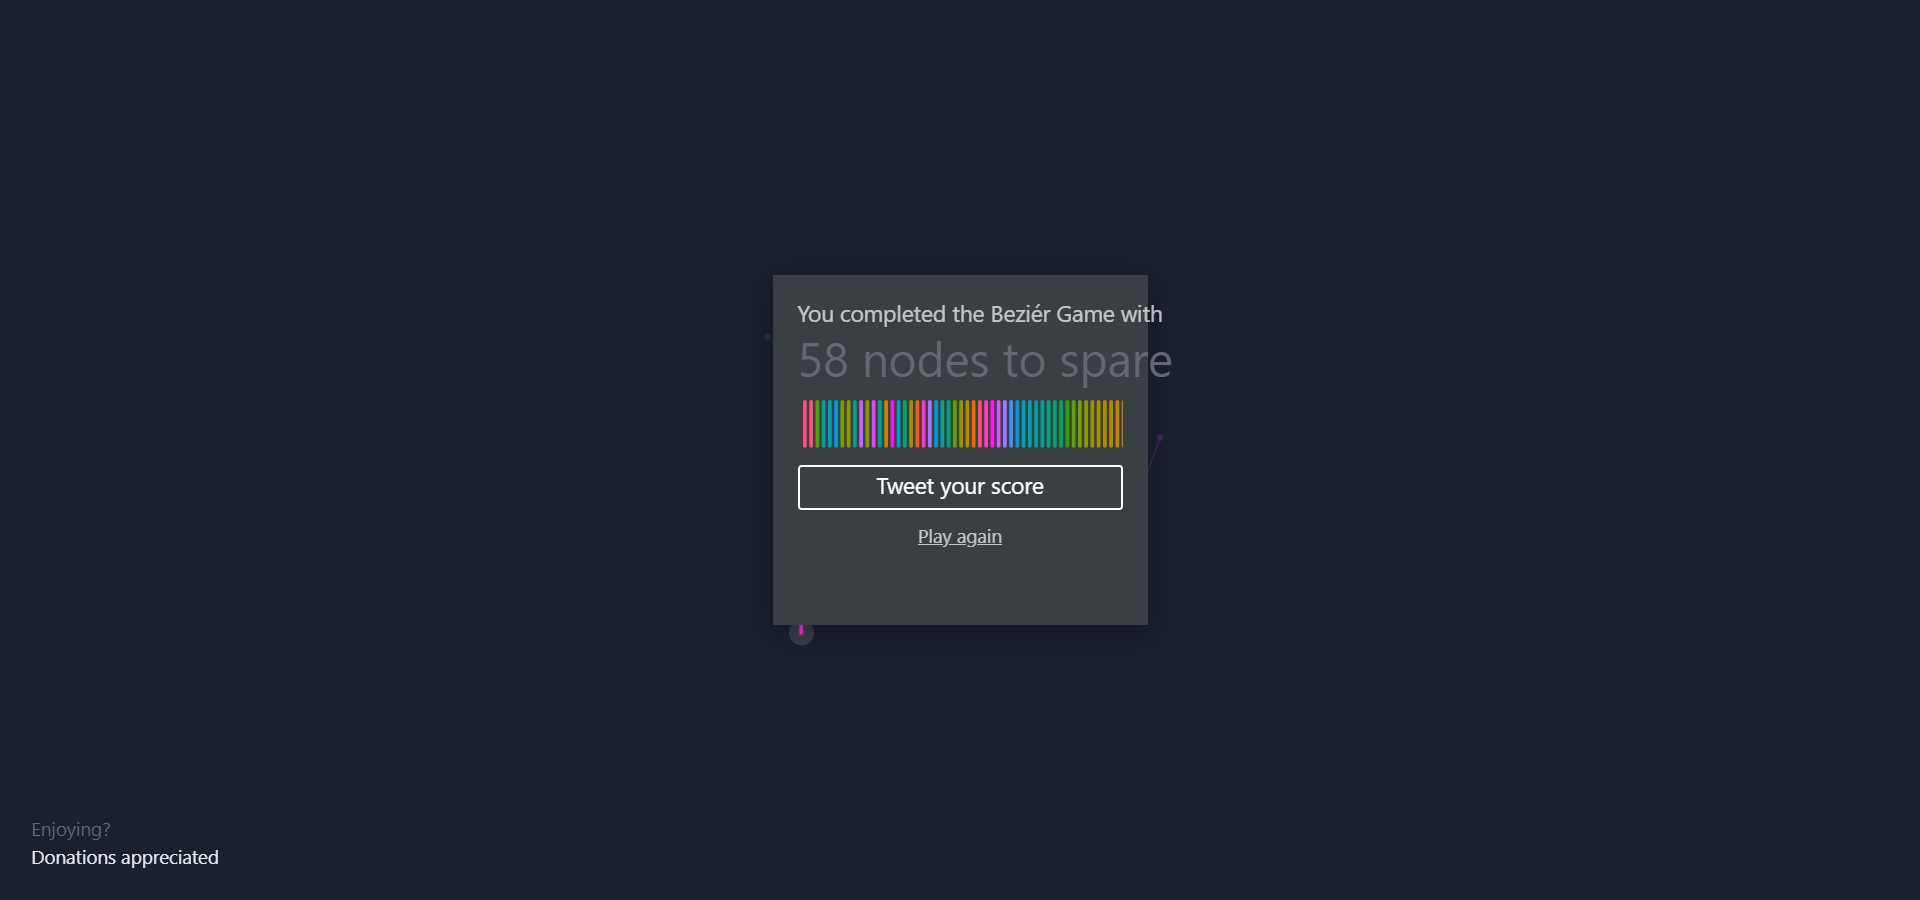 You completed the Beziér Game with
58 nodes to spare
Tweet your score
Play again
Enjoying?
Donations appreciated